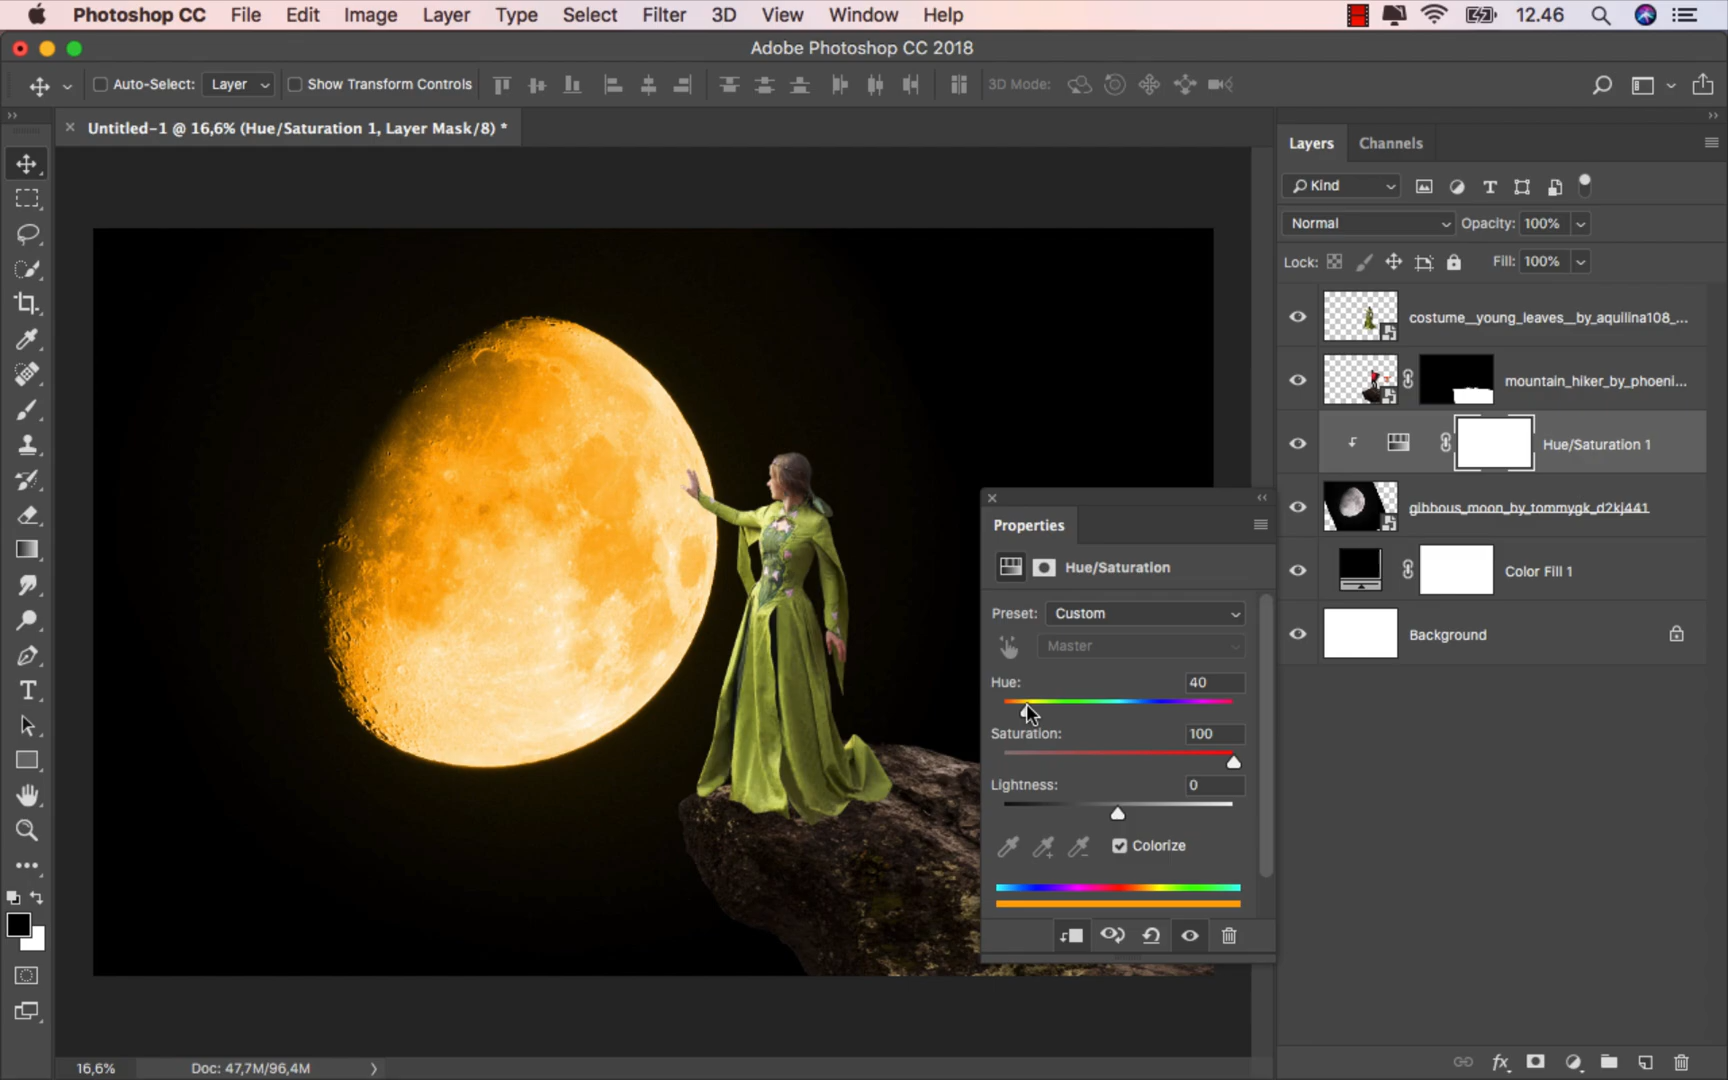 Photoshop CC File Edit Image Layer Type Select Filter 3D View Window Help 12.46
Adobe Photoshop CC 2018
Auto-Select: Layer Show Transform Controls 3D Mode:
Untitled-1 @ 16,6% (Hue/Saturation 1, Layer Mask/8) *
Layers Channels
Kind
Normal Opacity: 100%
Lock: Fill: 100%
costume__young_leaves__by_aquilina108_...
mountain_hiker_by_phoeni...
Hue/Saturation 1
gibbous_moon_by_tommygk_d2kj441
Color Fill 1
Background
Properties
Hue/Saturation
Preset: Custom
Master
Hue: 40
Saturation: 100
Lightness: 0
Colorize
16,6% Doc: 47,7M/96,4M